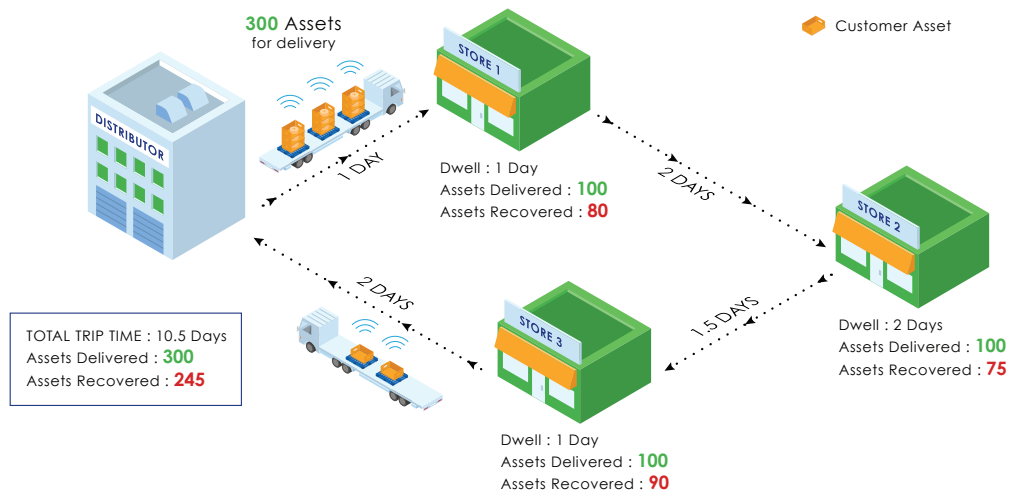 300 Assets
for delivery
Customer Asset
DISTRIBUTOR
1 DAY
STORE 1
Dwell : 1 Day
Assets Delivered : 100
Assets Recovered : 80
2 DAYS
STORE 2
Dwell : 2 Days
Assets Delivered : 100
Assets Recovered : 75
1.5 DAYS
STORE 3
Dwell : 1 Day
Assets Delivered : 100
Assets Recovered : 90
2 DAYS
TOTAL TRIP TIME : 10.5 Days
Assets Delivered : 300
Assets Recovered : 245